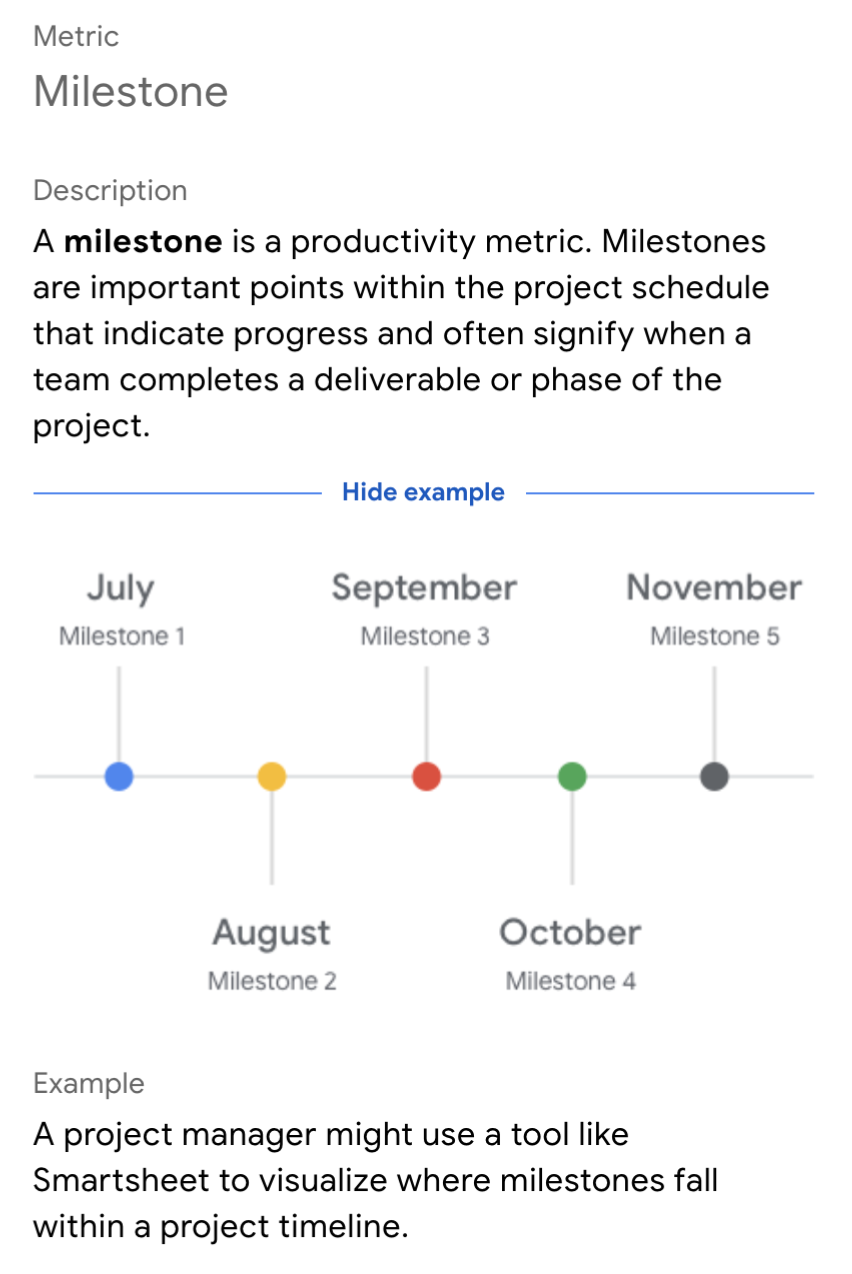 Metric
Milestone
Description
A milestone is a productivity metric. Milestones
are important points within the project schedule
that indicate progress and often signify when a
team completes a deliverable or phase of the
project.
Hide example
July
Milestone 1
September
Milestone 3
November
Milestone 5
August
Milestone 2
October
Milestone 4
Example
A project manager might use a tool like
Smartsheet to visualize where milestones fall
within a project timeline.